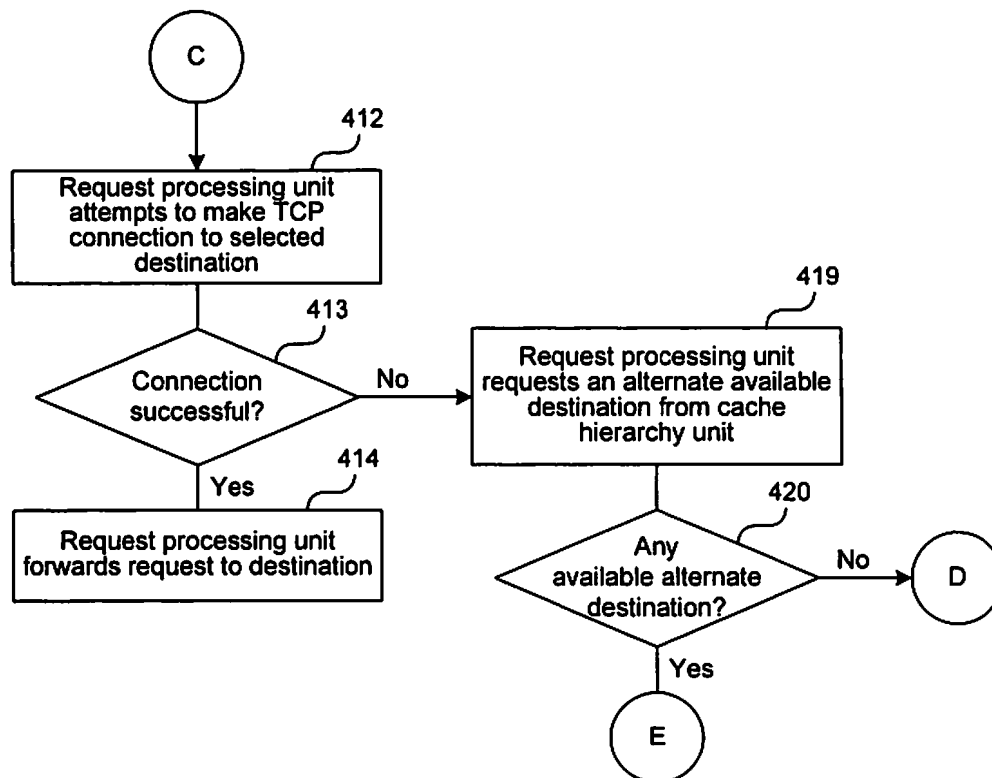 C
412
Request processing unit
attempts to make TCP
connection to selected
destination
413
Connection
successful?
No
Yes
414
Request processing unit
forwards request to destination
419
Request processing unit
requests an alternate available
destination from cache
hierarchy unit
420
Any
available alternate
destination?
No
D
Yes
E